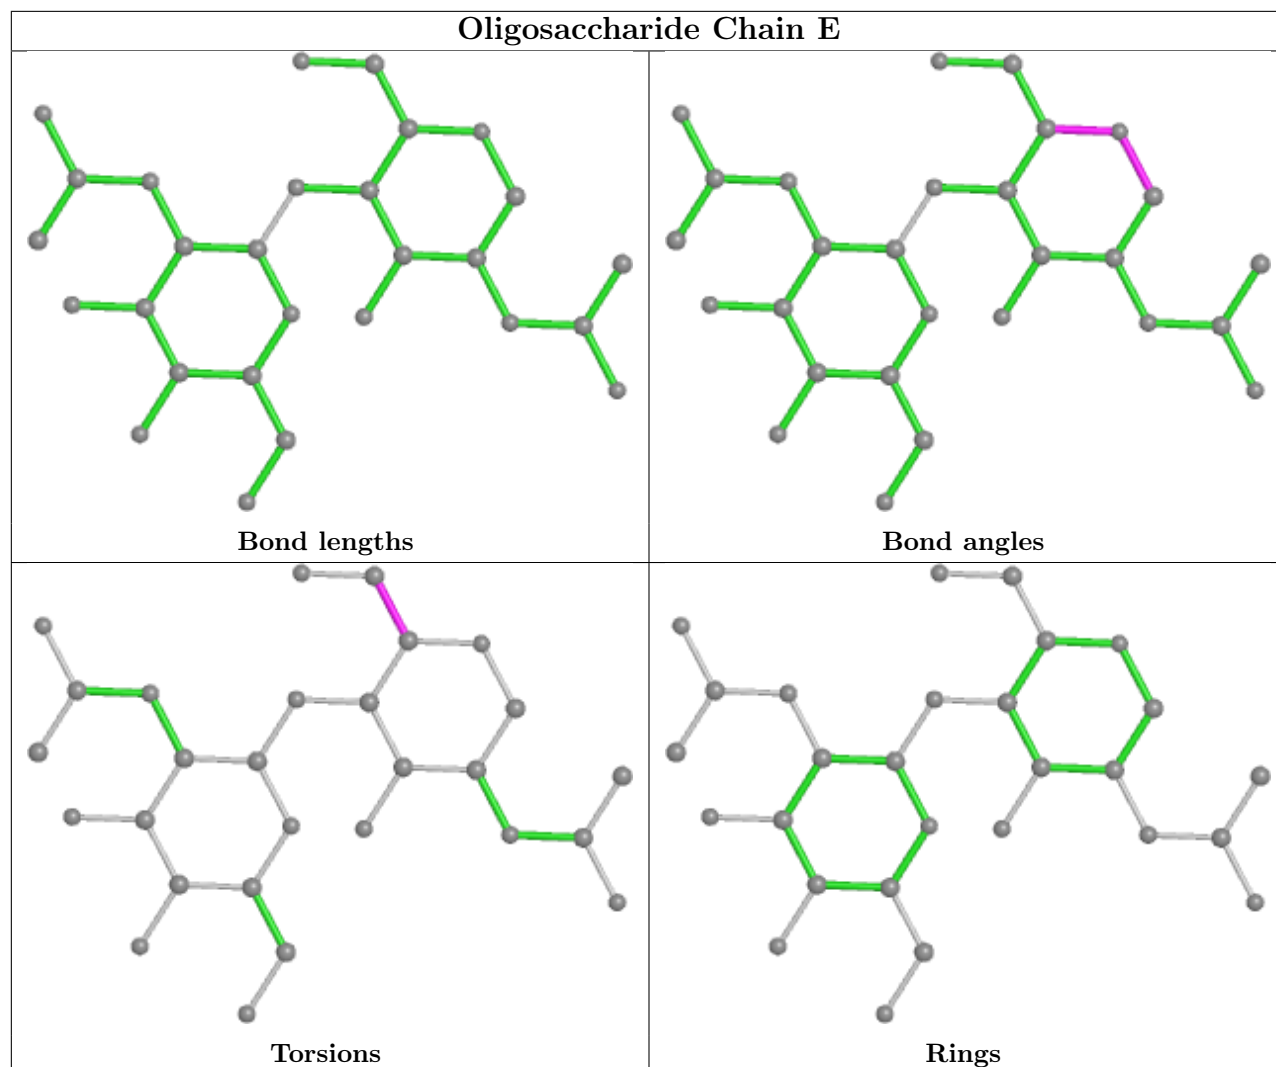 Oligosaccharide Chain E
Bond lengths
Bond angles
Torsions
Rings